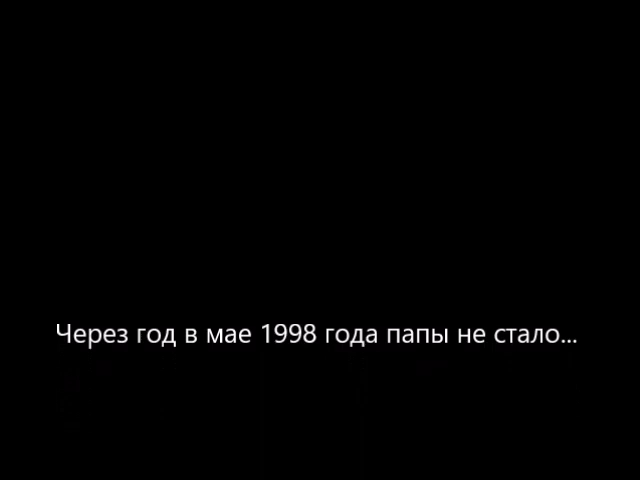 Через год в мае 1998 года папы не стало...